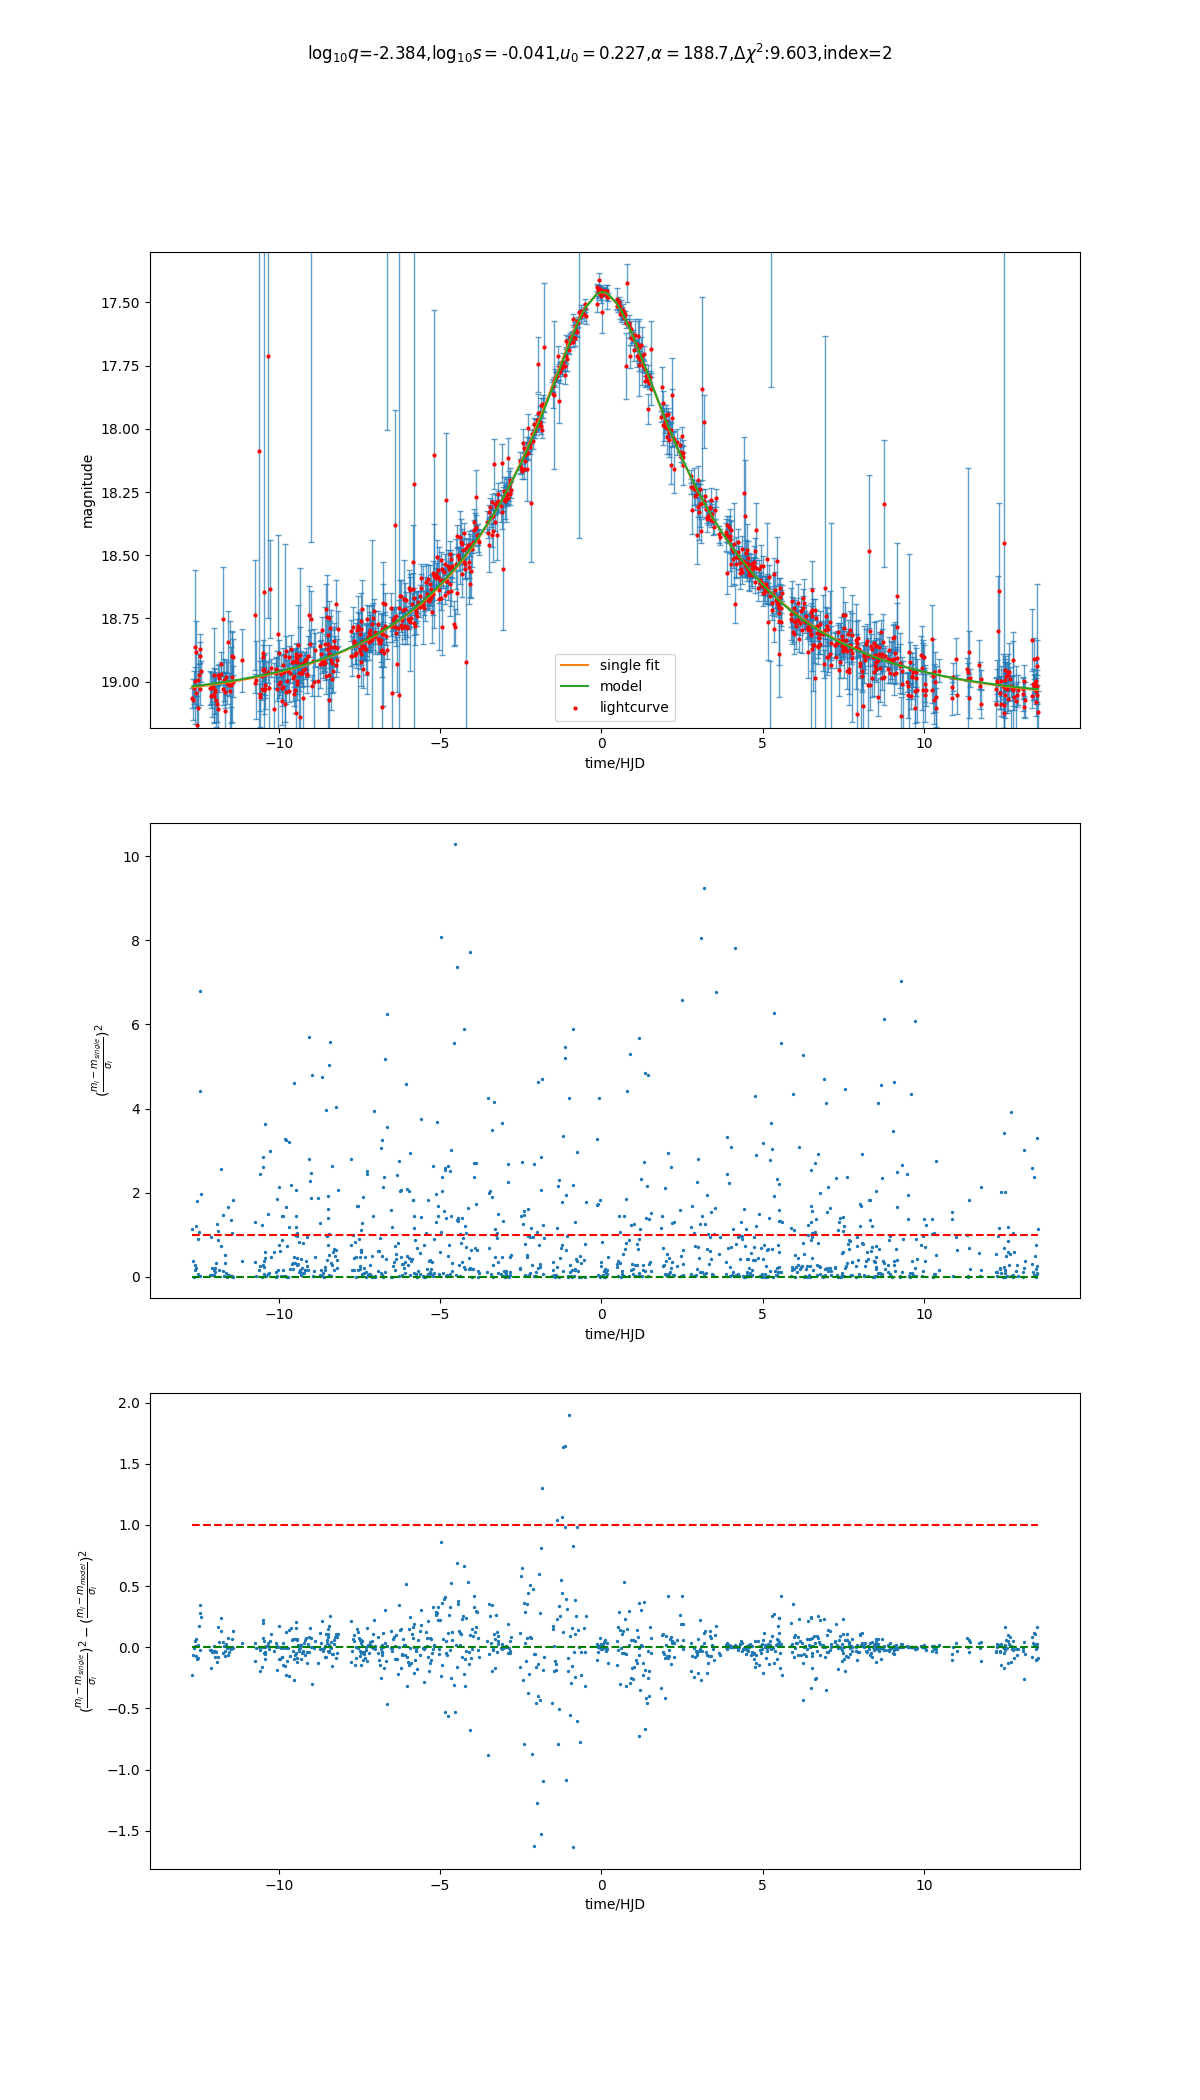 log₁₀q=-2.384,log₁₀s = -0.041,u₀ = 0.227,α = 188.7,Δχ²:9.603,index=2
17.50
17.75
18.00
18.25
18.50
18.75
19.00
magnitude
single fit
model
lightcurve
−10 −5 0 5 10
time/HJD
10
8
6
4
2
0
(mᵢ − m_single / σᵢ)²
−10 −5 0 5 10
time/HJD
2.0
1.5
1.0
0.5
0.0
−0.5
−1.0
−1.5
(mᵢ − m_single / σᵢ)² − (mᵢ − m_model / σᵢ)²
−10 −5 0 5 10
time/HJD